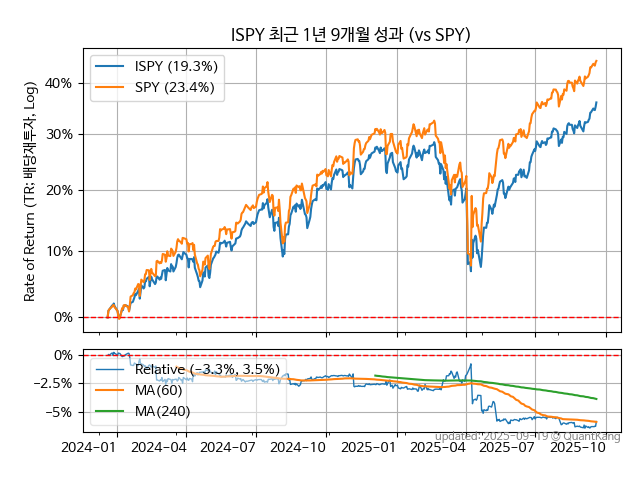 ISPY 최근 1년 9개월 성과 (vs SPY)
ISPY (19.3%)
SPY (23.4%)
Rate of Return (TR: 배당재투자, Log)
40%
30%
20%
10%
0%
0%
−2.5%
−5%
Relative (−3.3%, 3.5%)
MA(60)
MA(240)
updated: 2025-09-19 © QuantKang
2024-01
2024-04
2024-07
2024-10
2025-01
2025-04
2025-07
2025-10